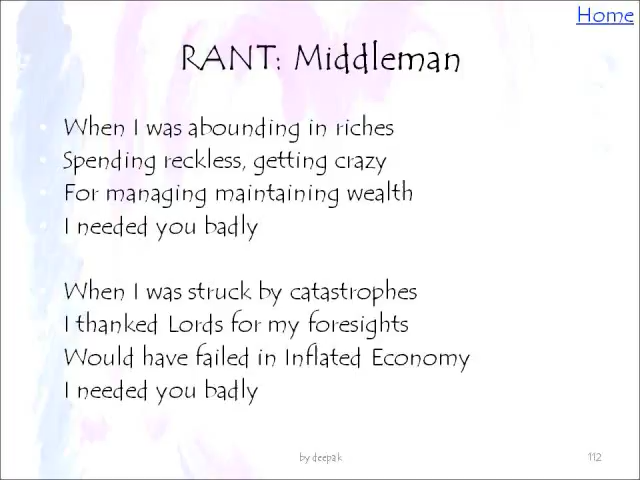 Home
RANT: Middleman
When I was abounding in riches
Spending reckless, getting crazy
For managing maintaining wealth
I needed you badly
When I was struck by catastrophes
I thanked Lords for my foresights
Would have failed in Inflated Economy
I needed you badly
by deepak
112